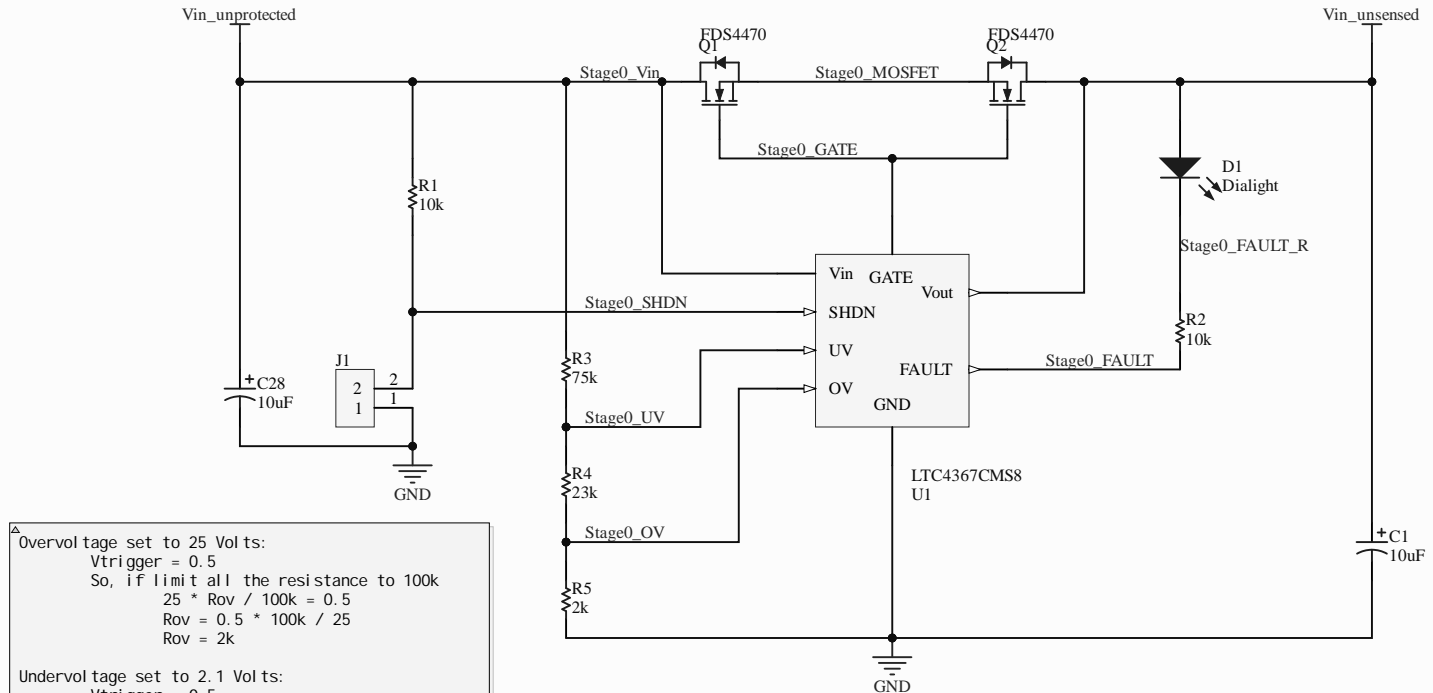 Vin_unprotected
Vin_unsensed
FDS4470
Q1
FDS4470
Q2
Stage0_Vin
Stage0_MOSFET
Stage0_GATE
D1
Dialight
R1
10k
Stage0_FAULT_R
Vin
GATE
Vout
Stage0_SHDN
SHDN
R2
10k
UV
R3
75k
FAULT
Stage0_FAULT
J1
2
2
1
1
C28
10uF
OV
GND
Stage0_UV
R4
23k
LTC4367CMS8
U1
GND
Stage0_OV
C1
10uF
R5
2k
GND
Overvoltage set to 25 Volts:
Vtrigger = 0.5
So, if limit all the resistance to 100k
25 * Rov / 100k = 0.5
Rov = 0.5 * 100k / 25
Rov = 2k
Undervoltage set to 2.1 Volts: